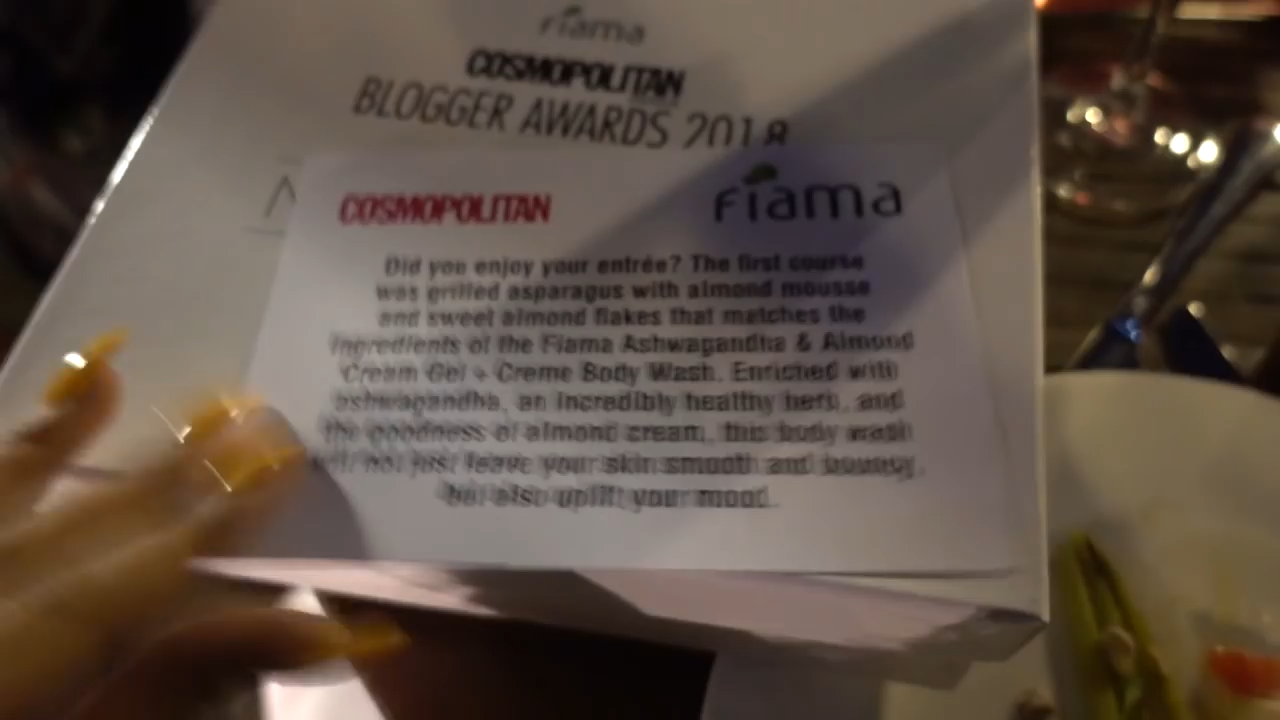 Fiama
COSMOPOLITAN
BLOGGER AWARDS 2018
COSMOPOLITAN
Fiama
Did you enjoy your entrée? The first course
was grilled asparagus with almond mousse
and sweet almond flakes that matches the
ingredients of the Fiama Ashwagandha & Almond
Cream Gel + Creme Body Wash. Enriched with
ashwagandha, an incredibly healthy herb, and
the goodness of almond cream, this body wash
will not just leave your skin smooth and bouncy,
but also uplift your mood.